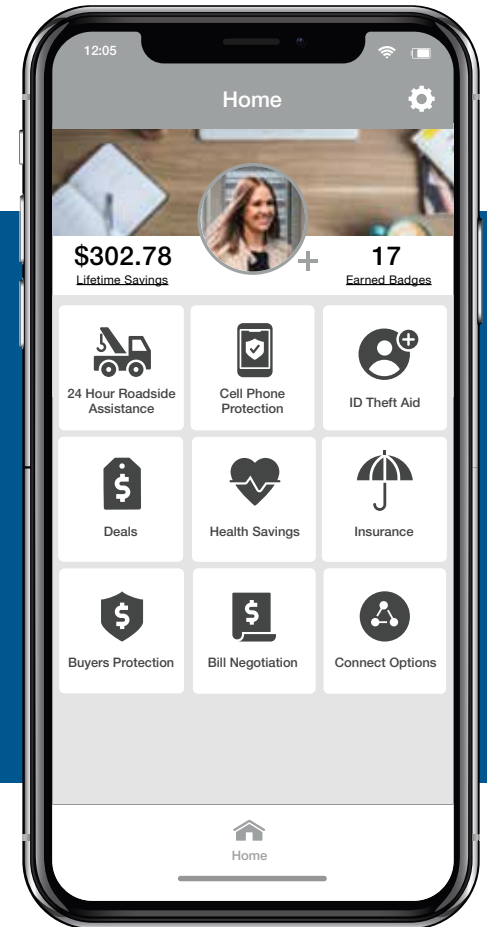 12:05
Home
$302.78
Lifetime Savings
17
Earned Badges
24 Hour Roadside
Assistance
Cell Phone
Protection
ID Theft Aid
$
Deals
Health Savings
Insurance
$
Buyers Protection
$
Bill Negotiation
Connect Options
Home